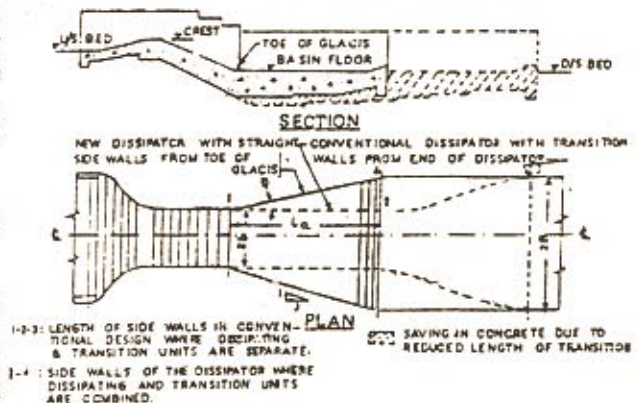 U/S. BED
CREST
TOE OF GLACIS
BASIN FLOOR
D/S. BED
SECTION
NEW DISSIPATOR WITH STRAIGHT
SIDE WALLS FROM TOE OF
GLACIS
CONVENTIONAL DISSIPATOR WITH TRANSITION
WALLS FROM END OF DISSIPATOR
PLAN
1-2-3: LENGTH OF SIDE WALLS IN CONVEN-
TIONAL DESIGN WHERE DISSIPATING
& TRANSITION UNITS ARE SEPARATE.
SIDE WALLS OF THE DISSIPATOR WHERE
DISSIPATING AND TRANSITION UNITS
ARE COMBINED.
SAVING IN CONCRETE DUE TO
REDUCED LENGTH OF TRANSITION